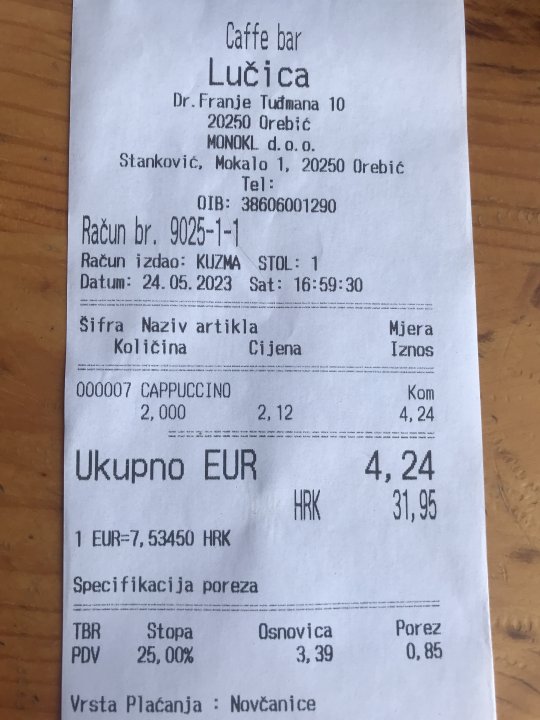 Caffe bar
Lučica
Dr.Franje Tuđmana 10
20250 Orebić
MONOKL d.o.o.
Stanković, Mokalo 1, 20250 Orebić
Tel:
OIB: 38606001290
Račun br. 9025-1-1
Račun izdao: KUZMA STOL: 1
Datum: 24.05.2023 Sat: 16:59:30
Šifra Naziv artikla Mjera
Količina Cijena Iznos
000007 CAPPUCCINO Kom
2,000 2,12 4,24
Ukupno EUR 4,24
HRK 31,95
1 EUR=7,53450 HRK
Specifikacija poreza
TBR Stopa Osnovica Porez
PDV 25,00% 3,39 0,85
Vrsta Plaćanja : Novčanice